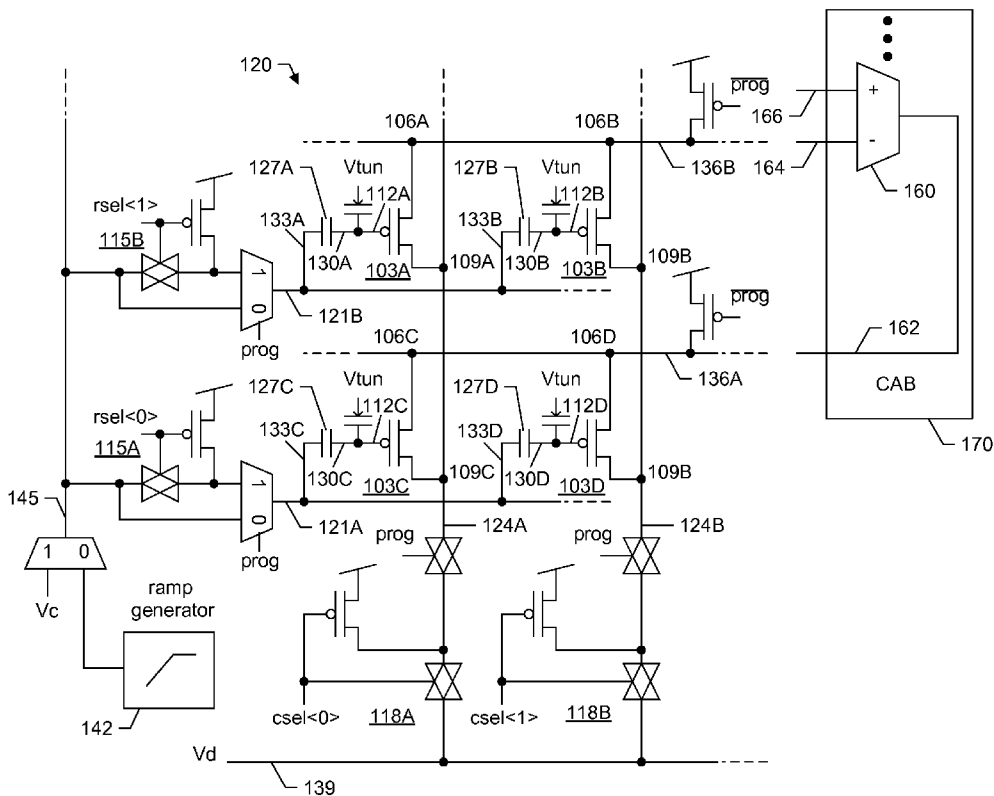 120
106A
106B
prog
166
+
-
164
160
136B
127A
Vtun
112A
127B
Vtun
112B
rsel<1>
115B
133A
130A
103A
109A
133B
130B
103B
109B
1
0
prog
121B
prog
162
CAB
170
106C
106D
136A
127C
Vtun
112C
127D
Vtun
112D
rsel<0>
115A
133C
130C
103C
109C
133D
130D
103D
109B
1
0
prog
121A
145
1 0
Vc
ramp
generator
142
124A
124B
prog
prog
csel<0>
118A
csel<1>
118B
Vd
139